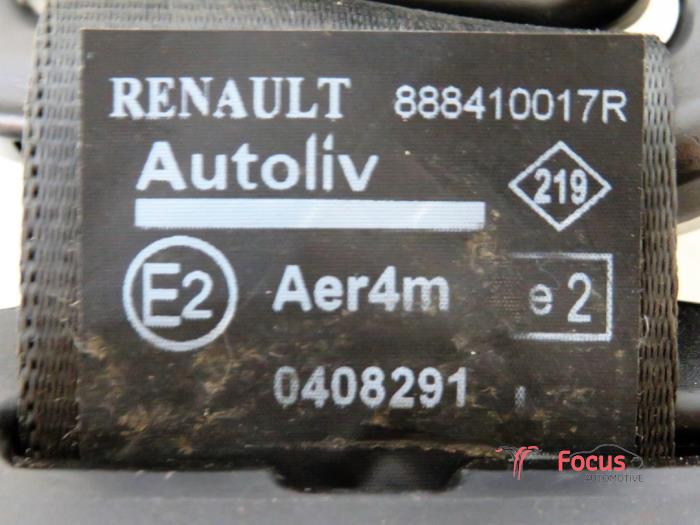 RENAULT 888410017R
Autoliv
219
E2 Aer4m e 2
0408291
Focus
AUTOMOTIVE